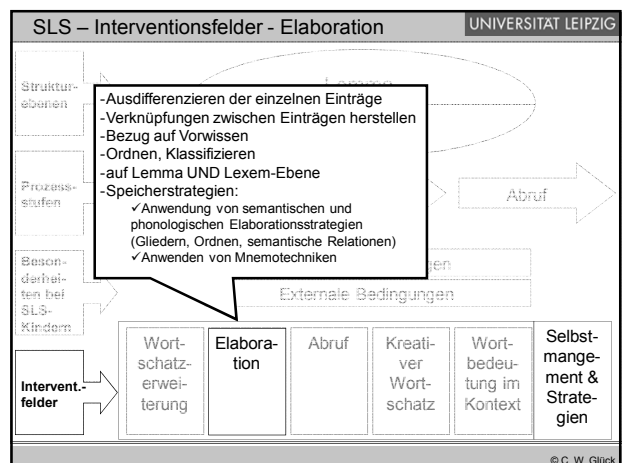 SLS – Interventionsfelder - Elaboration
UNIVERSITÄT LEIPZIG
Struktur-
ebenen
-Ausdifferenzieren der einzelnen Einträge
-Verknüpfungen zwischen Einträgen herstellen
-Bezug auf Vorwissen
-Ordnen, Klassifizieren
-auf Lemma UND Lexem-Ebene
-Speicherstrategien:
✓Anwendung von semantischen und
phonologischen Elaborationsstrategien
(Gliedern, Ordnen, semantische Relationen)
✓Anwenden von Mnemotechniken
Prozess-
stufen
Abruf
Beson-
derhei-
ten bei
SLS-
Kindern
Externale Bedingungen
Intervent.-
felder
Wort-
schatz-
erwei-
terung
Elabora-
tion
Abruf
Kreati-
ver
Wort-
schatz
Wort-
bedeu-
tung im
Kontext
Selbst-
mange-
ment &
Strate-
gien
© C. W. Glück